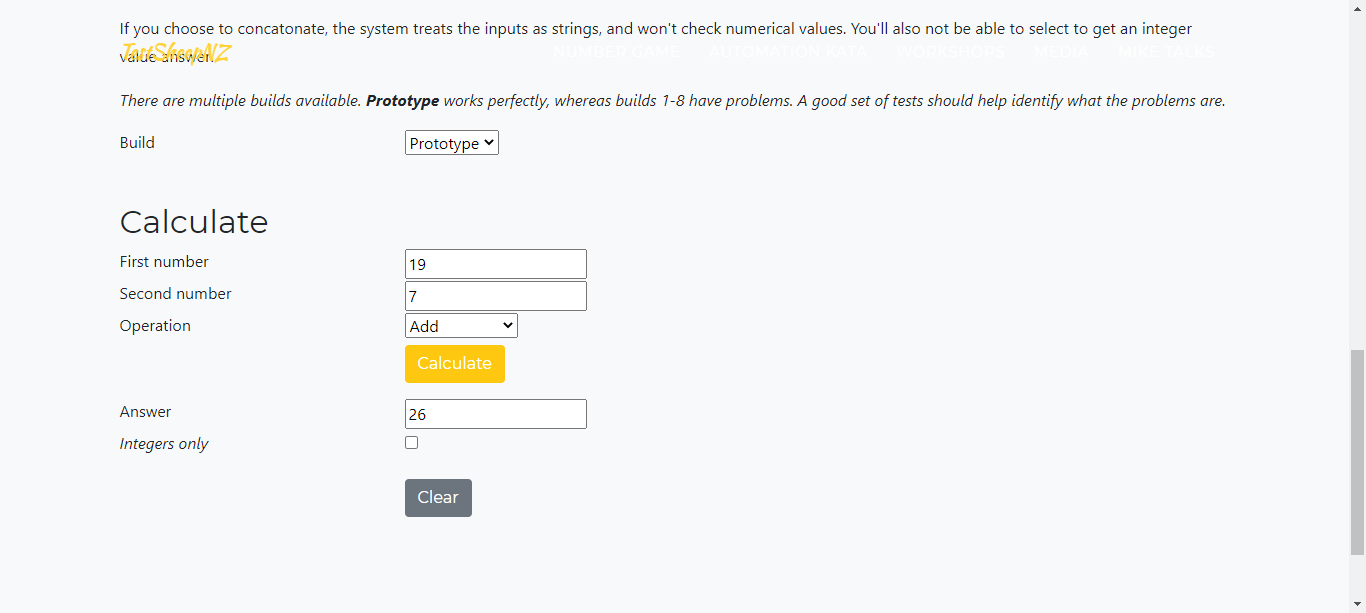 If you choose to concatonate, the system treats the inputs as strings, and won't check numerical values. You'll also not be able to select to get an integer
value answer.
TestSheepNZ NUMBER GAME AUTOMATION WORKSHOPS MEDIA MIKE TALKS
There are multiple builds available. Prototype works perfectly, whereas builds 1-8 have problems. A good set of tests should help identify what the problems are.
Build Prototype
Calculate
First number 19
Second number 7
Operation Add
Calculate
Answer 26
Integers only
Clear